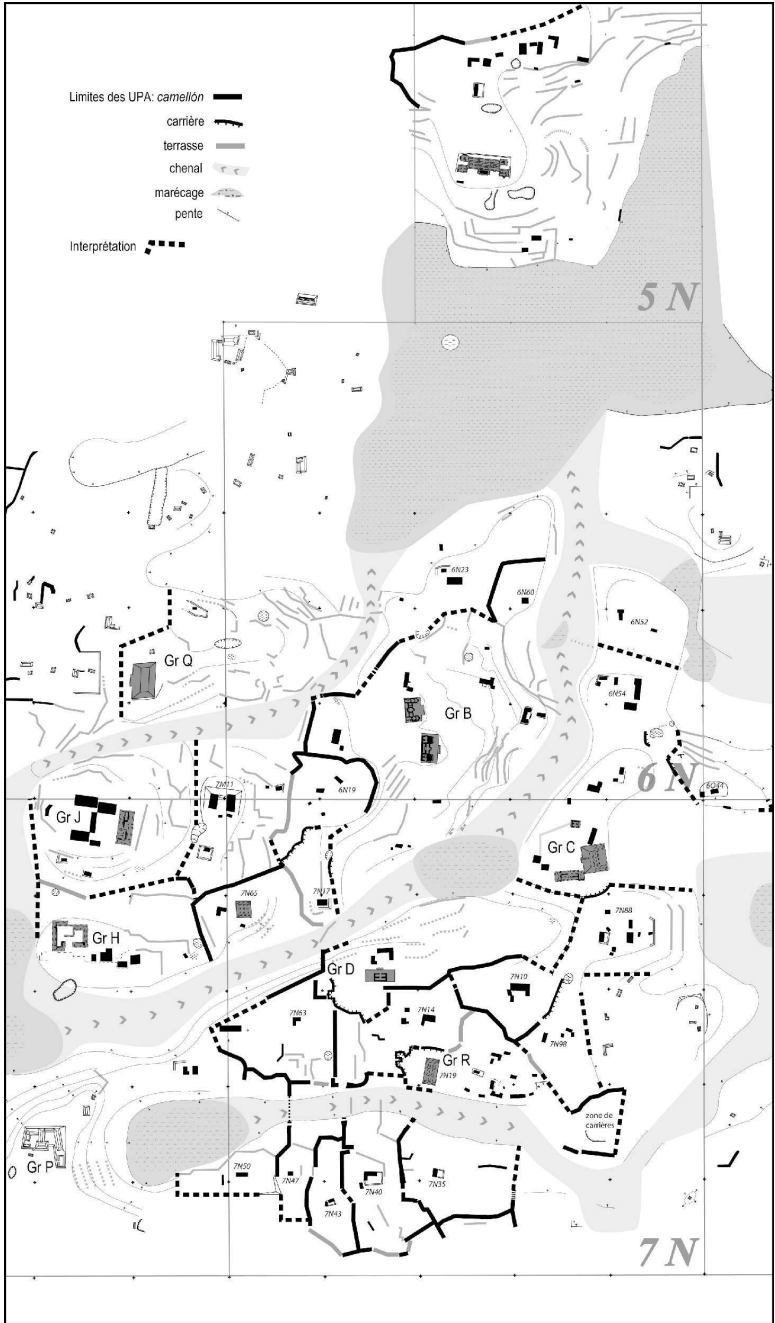 Limites des UPA: camellón
carrière
terrasse
chenal
marécage
pente
Interprétation
5 N
6N23
6N60
6N52
Gr Q
6N54
Gr B
6 N
7M11
6N19
6O44
Gr J
Gr C
7N65
7N17
7N88
Gr H
Gr D
7N10
7N63
7N14
7N98
Gr R
7N19
zone de
carrières
Gr P
7N50
7N47
7N40
7N35
7N43
7 N